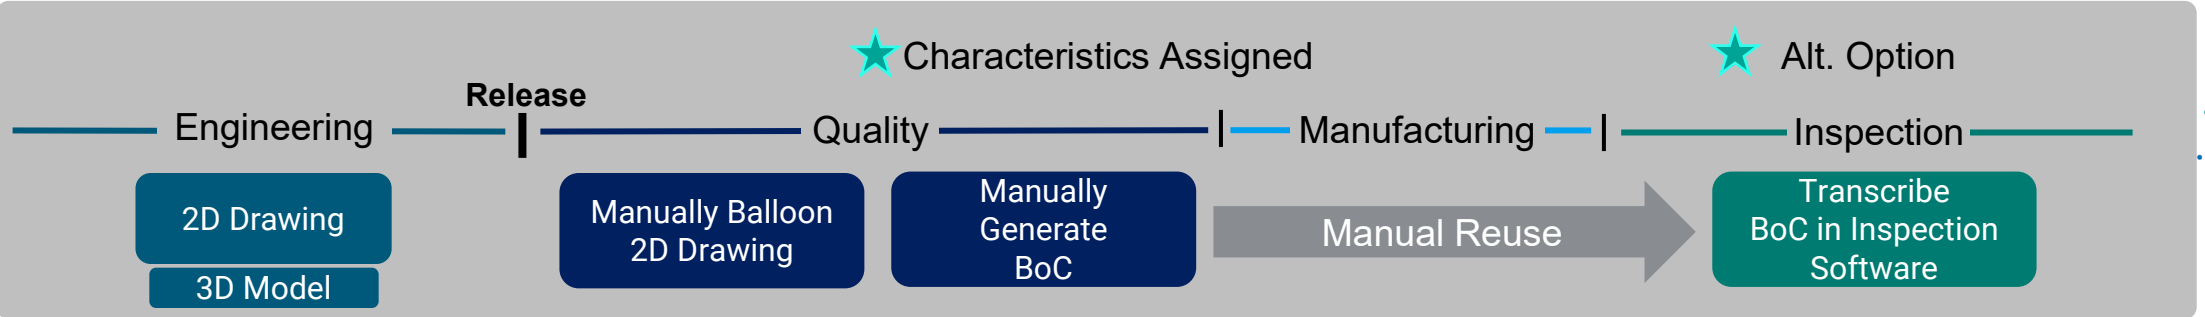 Characteristics Assigned
Alt. Option
Release
Engineering
Quality
Manufacturing
Inspection
2D Drawing
3D Model
Manually Balloon
2D Drawing
Manually
Generate
BoC
Manual Reuse
Transcribe
BoC in Inspection
Software